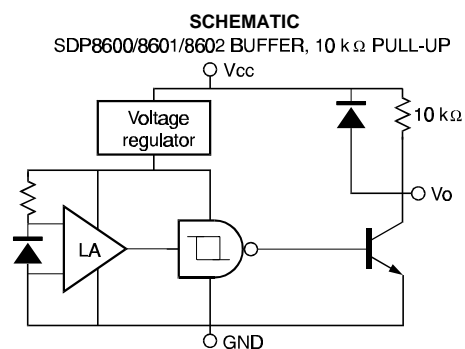 SCHEMATIC
SDP8600/8601/8602 BUFFER, 10 kΩ PULL-UP
Vcc
Voltage
regulator
10 kΩ
Vo
LA
GND